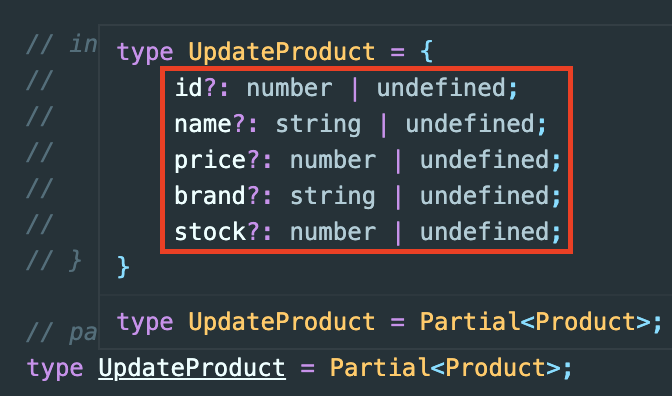 // in
type UpdateProduct = {
//
id?: number | undefined;
//
name?: string | undefined;
//
price?: number | undefined;
//
brand?: string | undefined;
//
stock?: number | undefined;
// }
}
type UpdateProduct = Partial<Product>;
// pa
type UpdateProduct = Partial<Product>;